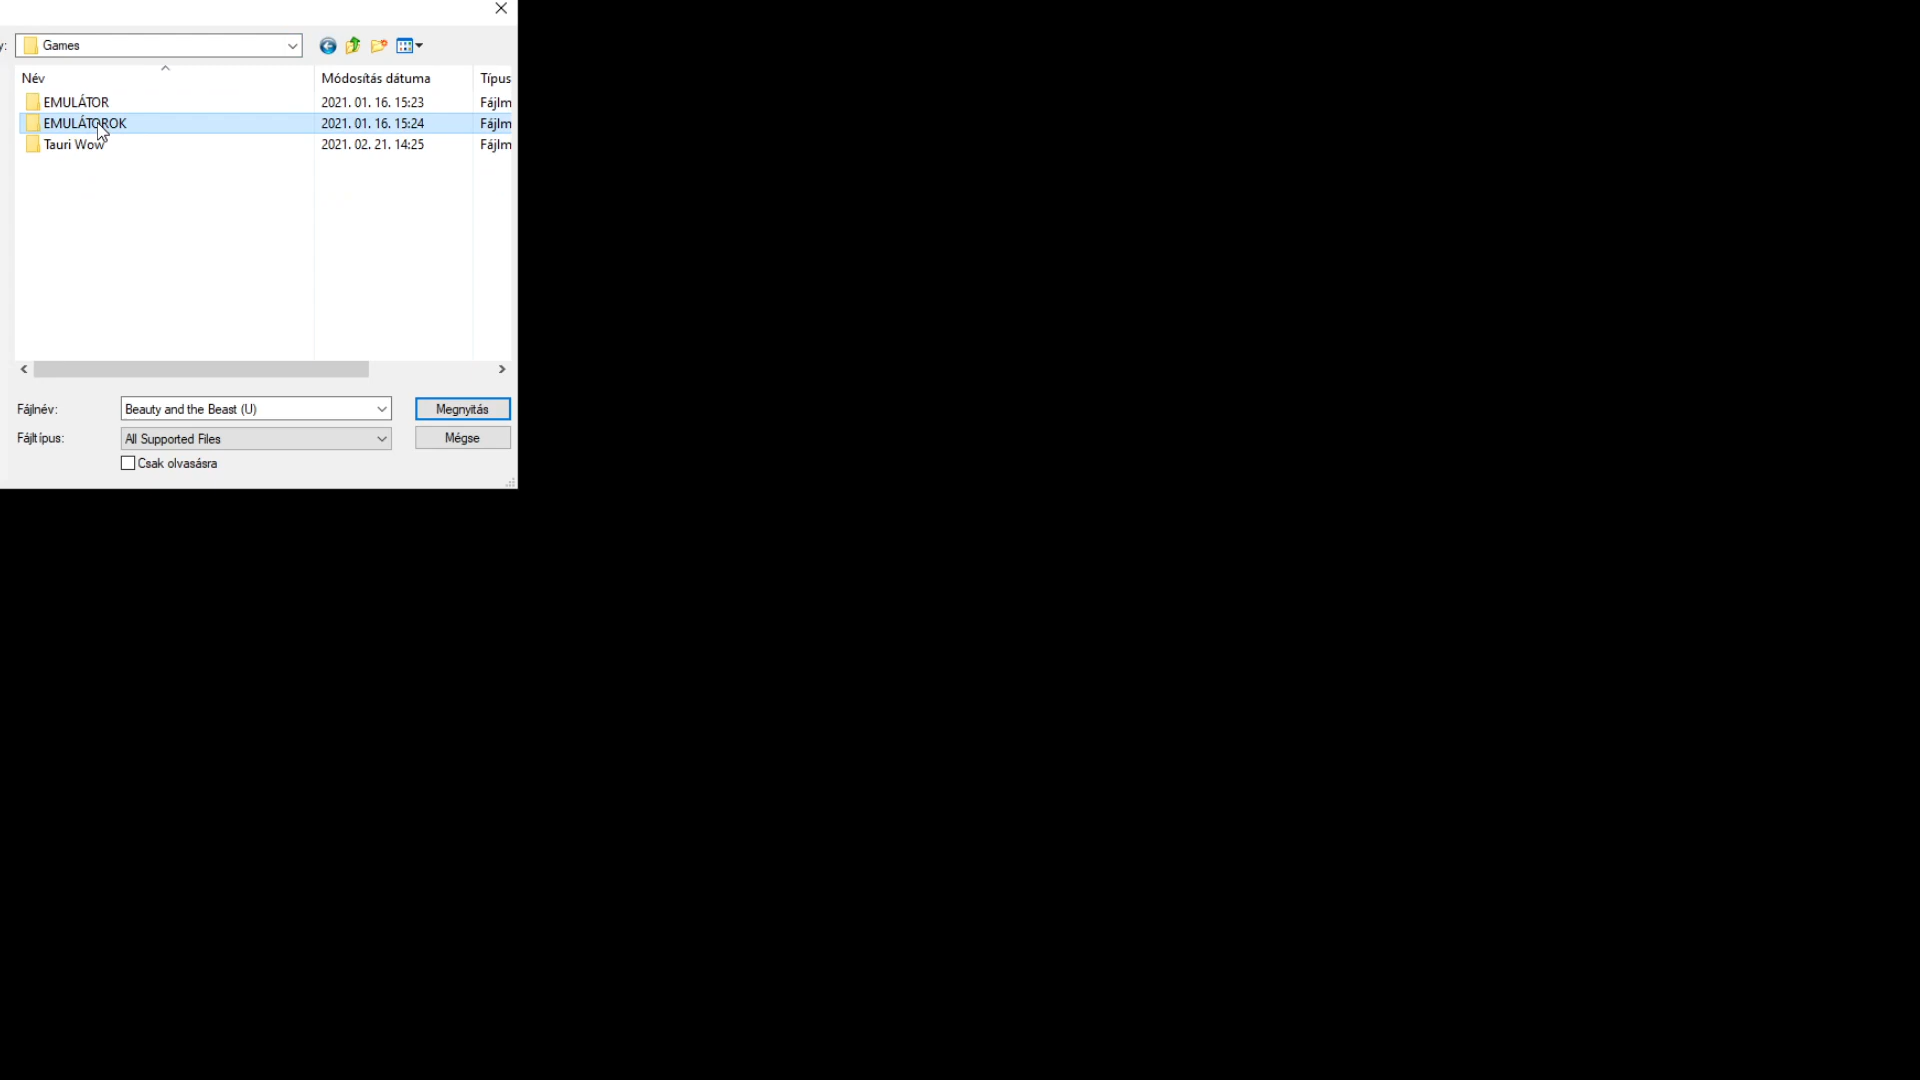 y:
Games
Név Módosítás dátuma Típus
EMULÁTOR 2021. 01. 16. 15:23 Fájlm
EMULÁTOROK 2021. 01. 16. 15:24 Fájlm
Tauri Wow 2021. 02. 21. 14:25 Fájlm
Fájlnév: Beauty and the Beast (U) Megnyitás
Fájltípus: All Supported Files Mégse
Csak olvasásra